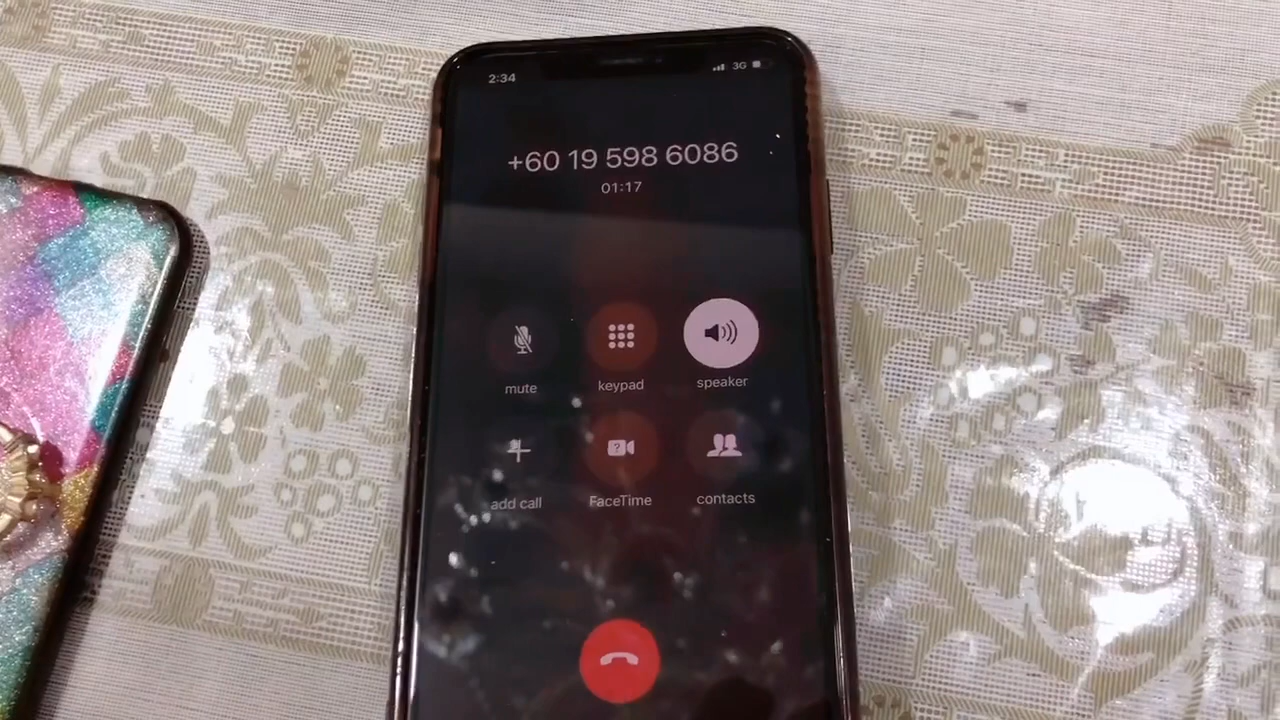 2:34 3G
+60 19 598 6086
01:17
mute keypad speaker
add call FaceTime contacts